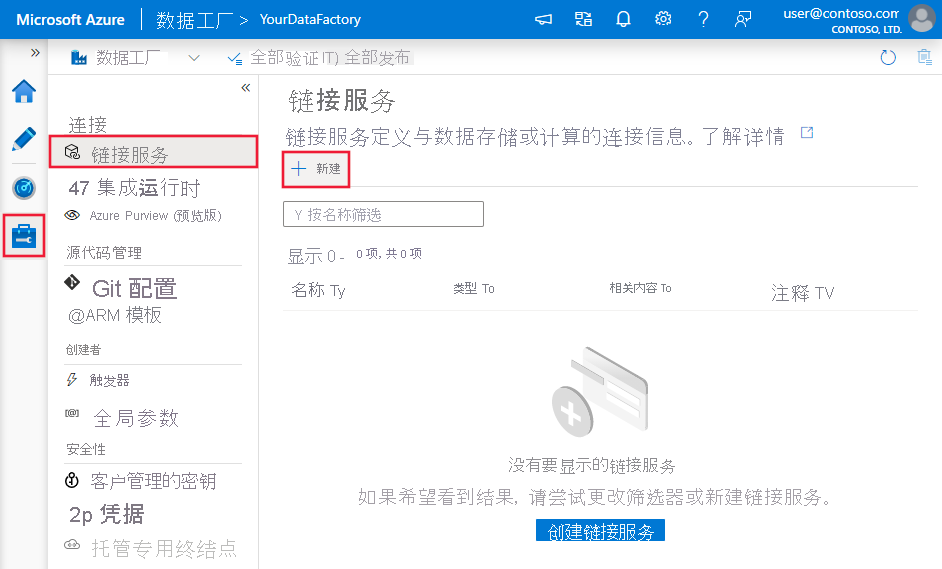 Microsoft Azure 数据工厂 > YourDataFactory
user@contoso.com
CONTOSO, LTD.
» 数据工厂 全部验证 IT) 全部发布
«
连接
链接服务
47 集成运行时
Azure Purview (预览版)
源代码管理
Git 配置
@ARM 模板
创建者
触发器
全局参数
安全性
客户管理的密钥
2p 凭据
托管专用终结点
链接服务
链接服务定义与数据存储或计算的连接信息。了解详情
新建
Y 按名称筛选
显示 0 - 0 项, 共 0 项
名称 Ty 类型 To 相关内容 To 注释 TV
没有要显示的链接服务
如果希望看到结果, 请尝试更改筛选器或新建链接服务。
创建链接服务